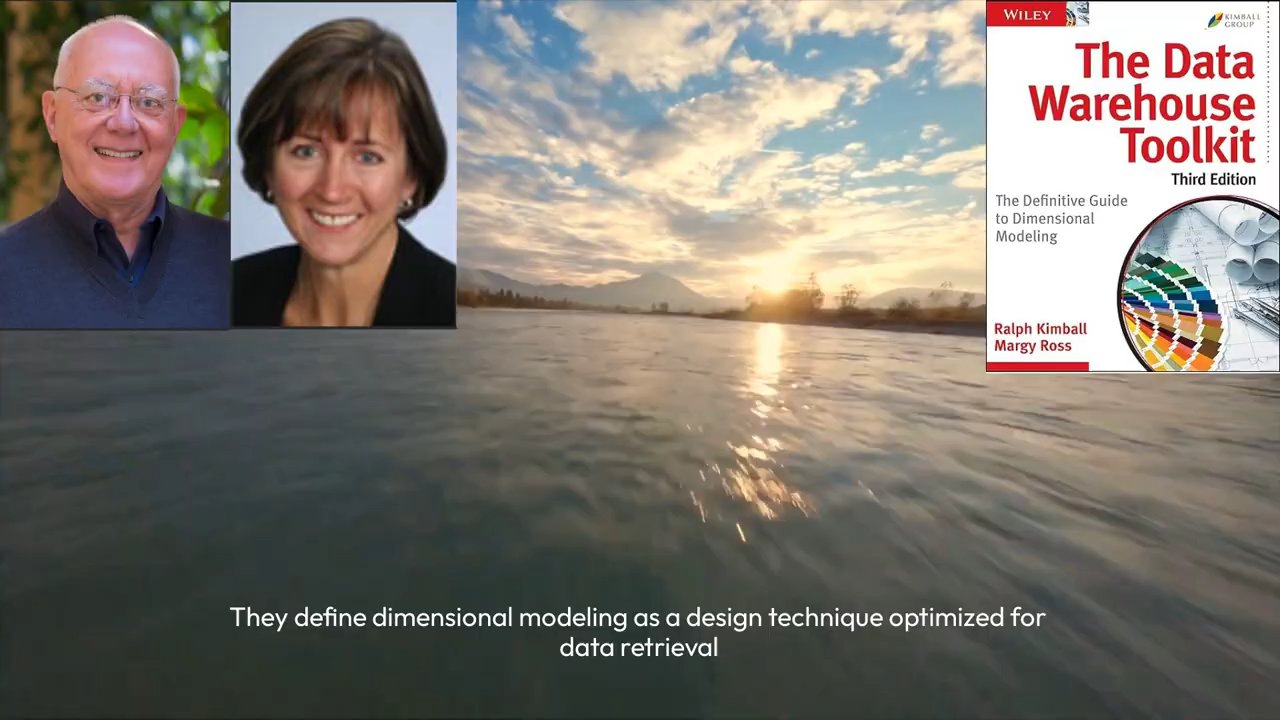 WILEY
KIMBALL
GROUP
The Data
Warehouse
Toolkit
Third Edition
The Definitive Guide
to Dimensional
Modeling
Ralph Kimball
Margy Ross
They define dimensional modeling as a design technique optimized for
data retrieval